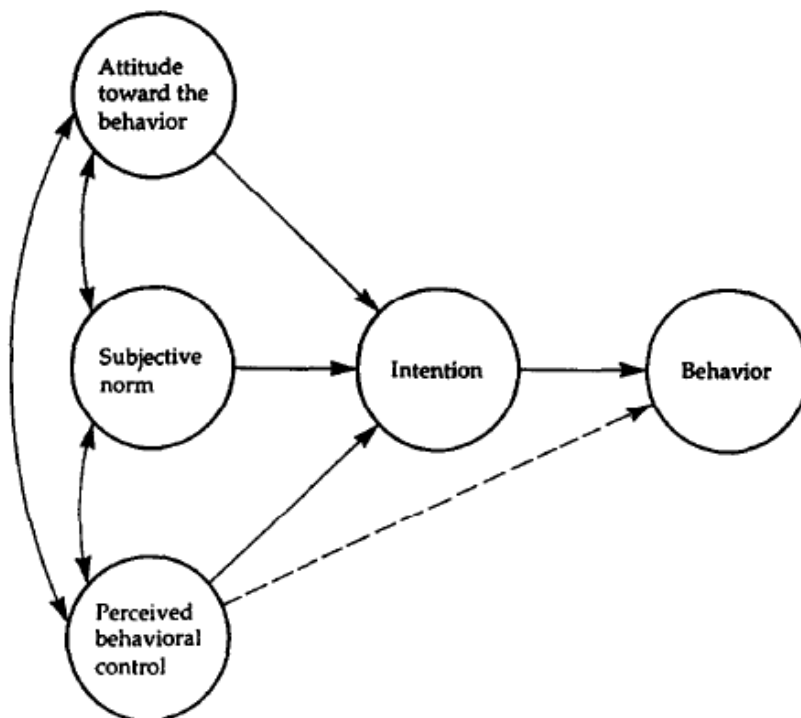 Attitude
toward the
behavior
Subjective
norm
Intention
Behavior
Perceived
behavioral
control